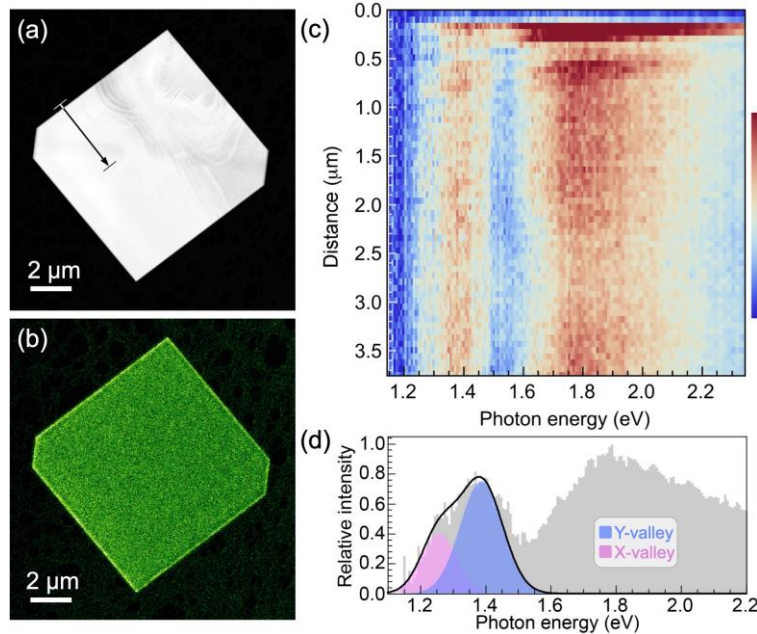 (a)
2 μm
(b)
2 μm
(c)
0.0
0.5
1.0
1.5
2.0
2.5
3.0
3.5
Distance (μm)
1.2 1.4 1.6 1.8 2.0 2.2
Photon energy (eV)
(d)
1.0
0.8
0.6
0.4
0.2
0.0
Relative intensity
Y-valley
X-valley
1.2 1.4 1.6 1.8 2.0 2.2
Photon energy (eV)